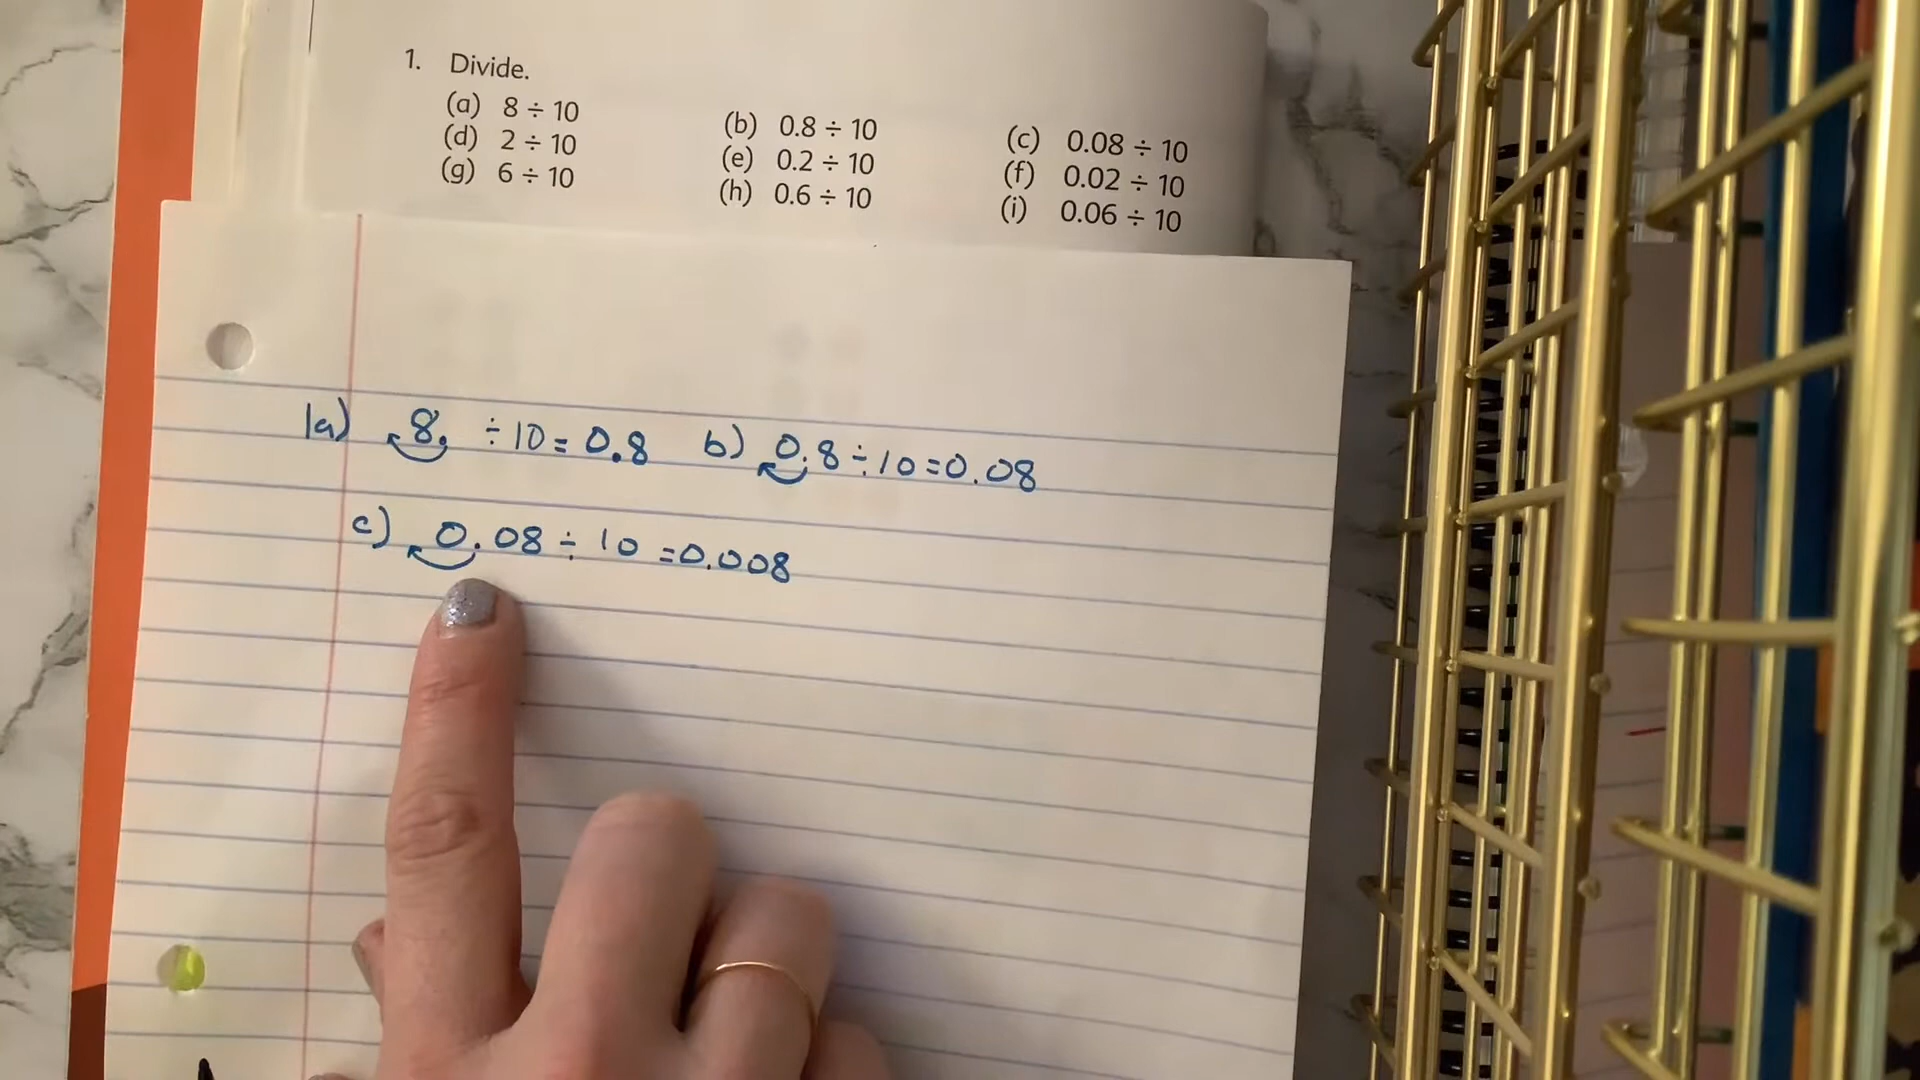 1. Divide.
(a) 8 ÷ 10 (b) 0.8 ÷ 10 (c) 0.08 ÷ 10
(d) 2 ÷ 10 (e) 0.2 ÷ 10 (f) 0.02 ÷ 10
(g) 6 ÷ 10 (h) 0.6 ÷ 10 (i) 0.06 ÷ 10
1a) 8. ÷ 10 = 0.8 b) 0.8 ÷ 10 = 0.08
c) 0.08 ÷ 10 = 0.008